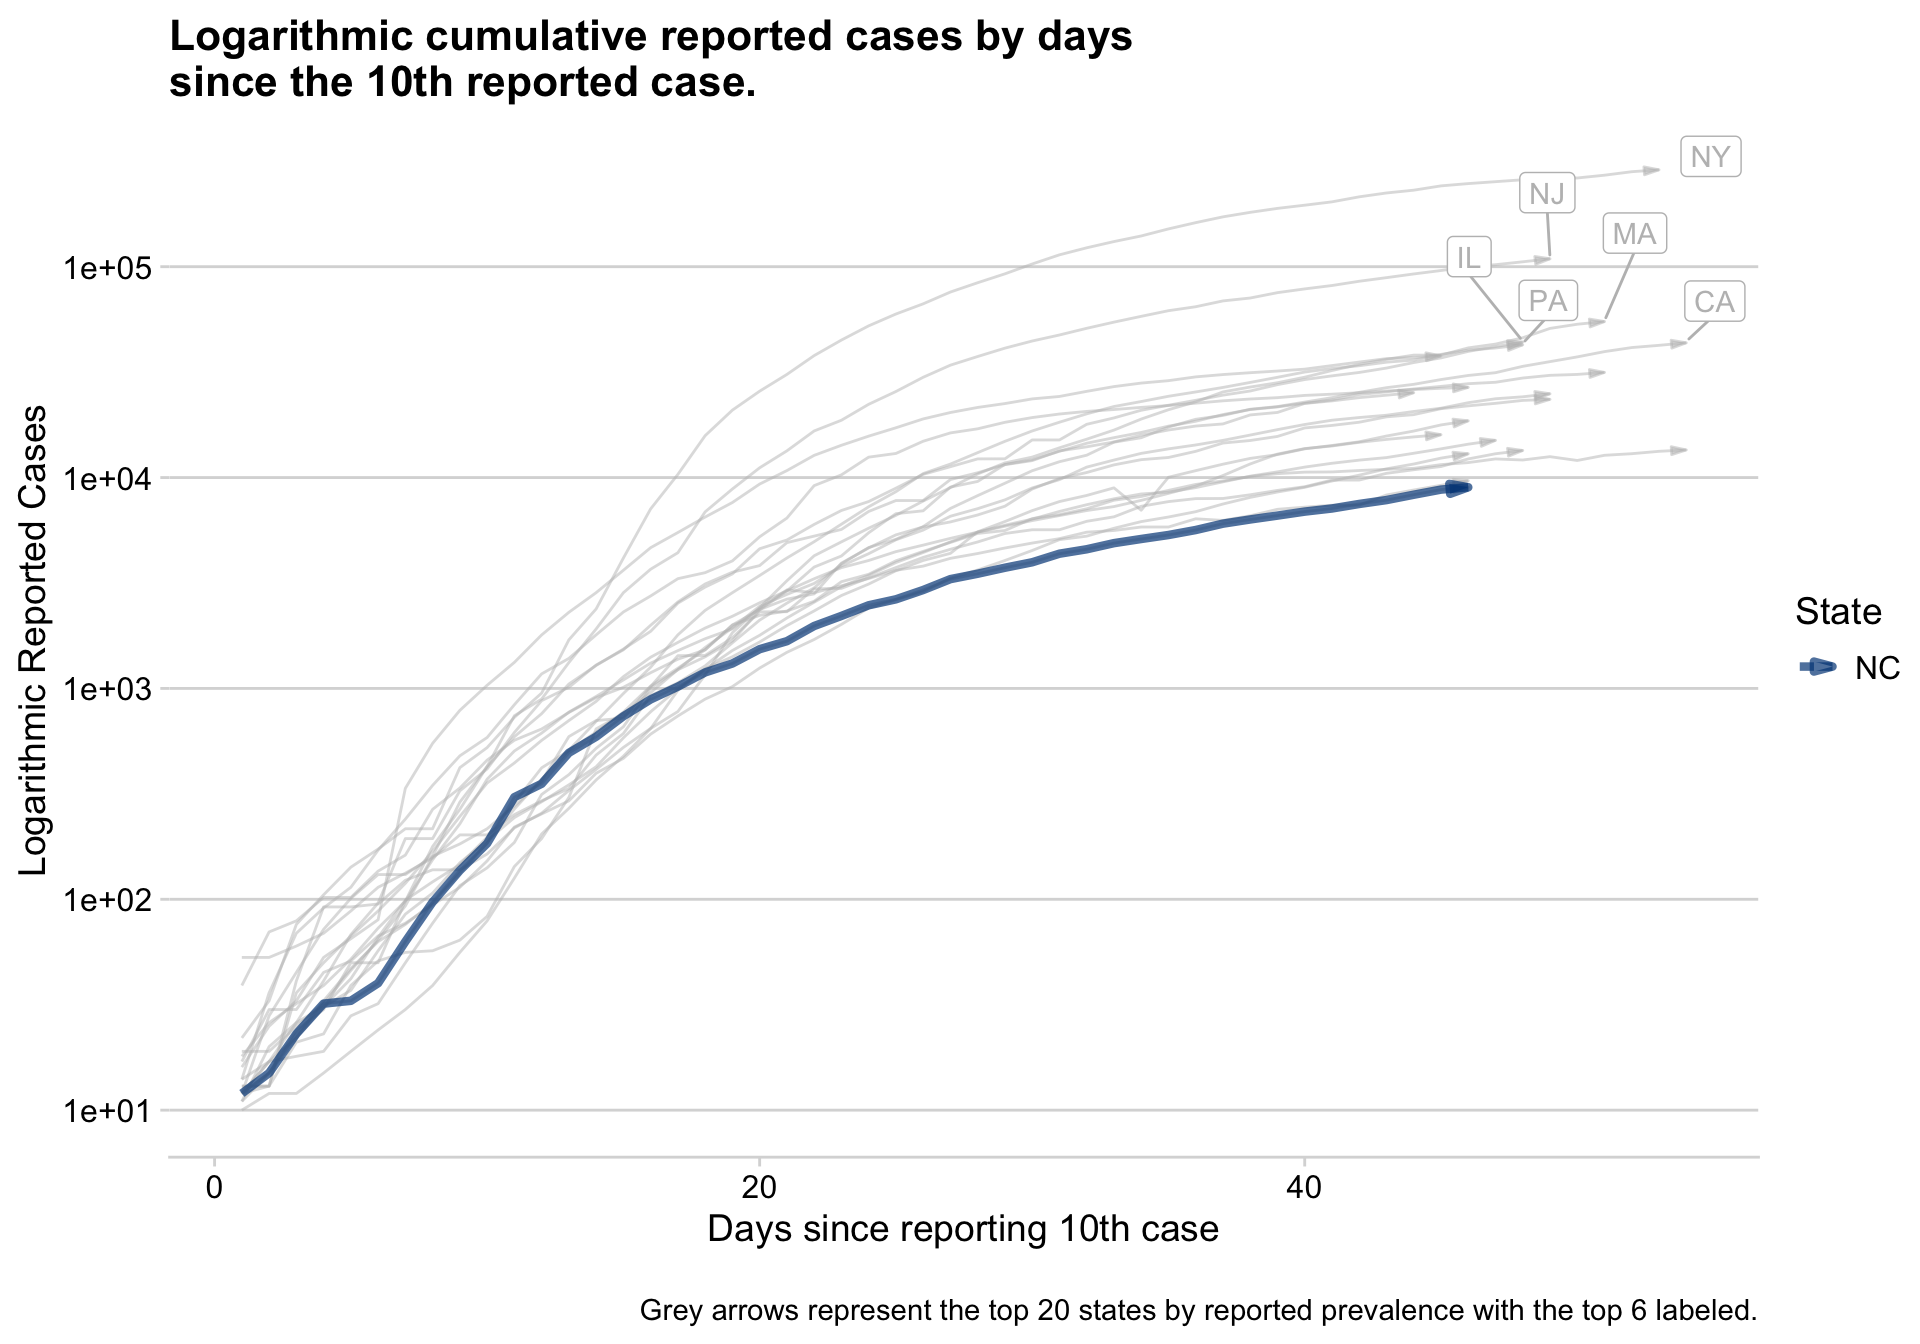 Logarithmic cumulative reported cases by days
since the 10th reported case.
NY
NJ
MA
IL
PA
CA
1e+05
1e+04
1e+03
1e+02
1e+01
Logarithmic Reported Cases
State
NC
0
20
40
Days since reporting 10th case
Grey arrows represent the top 20 states by reported prevalence with the top 6 labeled.